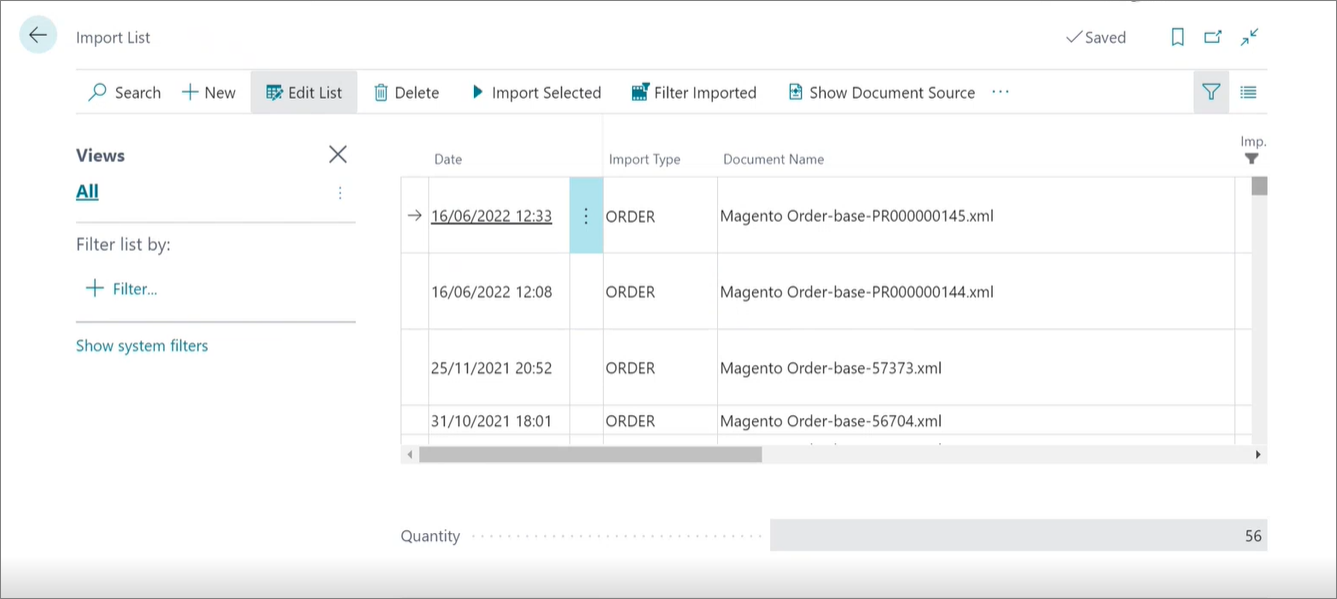 Import List
Saved
Search New Edit List Delete Import Selected Filter Imported Show Document Source ...
Views
All
Filter list by:
Filter...
Show system filters
Date Import Type Document Name Imp.
16/06/2022 12:33 ORDER Magento Order-base-PR000000145.xml
16/06/2022 12:08 ORDER Magento Order-base-PR000000144.xml
25/11/2021 20:52 ORDER Magento Order-base-57373.xml
31/10/2021 18:01 ORDER Magento Order-base-56704.xml
Quantity 56